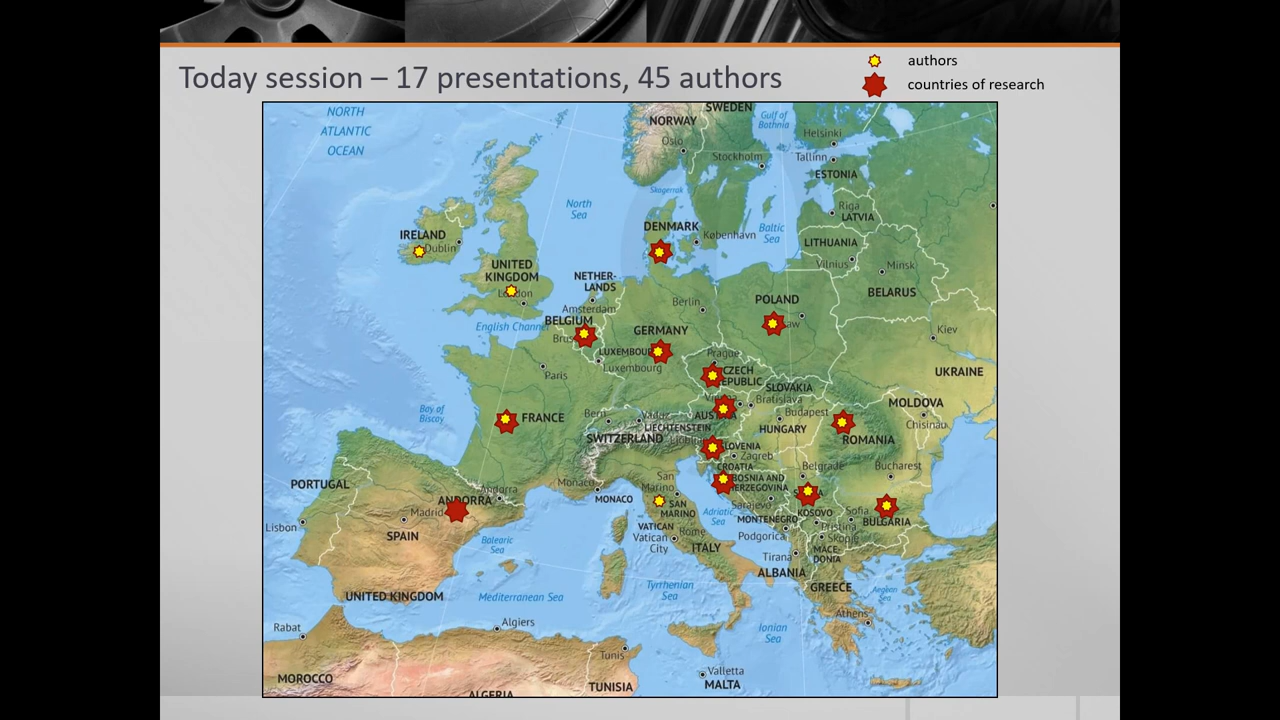 Today session – 17 presentations, 45 authors
authors
countries of research
NORTH
ATLANTIC
OCEAN
SWEDEN
NORWAY
Gulf of
Bothnia
Oslo
Helsinki
Stockholm
Tallinn
ESTONIA
Skagerrak
North
Sea
Riga
LATVIA
IRELAND
Dublin
DENMARK
København
Baltic
Sea
LITHUANIA
Vilnius
Minsk
UNITED
KINGDOM
London
NETHER-
LANDS
Amsterdam
Berlin
POLAND
BELARUS
English Channel
BELGIUM
GERMANY
Kiev
LUXEMBOU
Luxembourg
Prague
CZECH
EPUBLIC
UKRAINE
Paris
SLOVAKIA
Bratislava
Bay of
Biscay
FRANCE
Bern
Vaduz
LIECHTENSTEIN
SWITZERLAND
Budapest
HUNGARY
MOLDOVA
Chisinau
ROMANIA
SLOVENIA
Zagreb
CROATIA
Belgrade
Bucharest
PORTUGAL
ANDORRA
Andorra
Monaco
MONACO
San
Marino
SAN
MARINO
BOSNIA AND
HERZEGOVINA
Sarajevo
KOSOVO
Sofia
BULGARIA
Lisbon
Madrid
SPAIN
Balearic
Sea
VATICAN
Vatican
City
Rome
ITALY
Adriatic
Sea
MONTENEGRO
Podgorica
Pristina
Skopje
MACE-
DONIA
Tirana
ALBANIA
GREECE
Aegean
Sea
Athens
UNITED KINGDOM
Mediterranean Sea
Tyrrhenian
Sea
Ionian
Sea
Rabat
Algiers
Tunis
Valletta
MALTA
MOROCCO
ALGERIA
TUNISIA